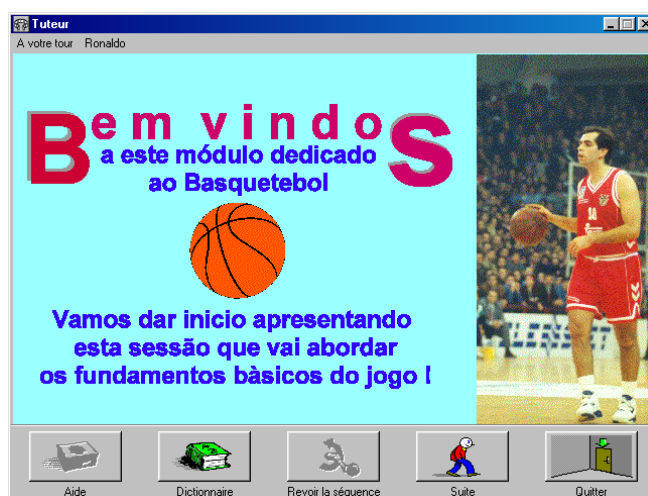 Tuteur
A votre tour Ronaldo
Bem vindoS
a este módulo dedicado
ao Basquetebol
Vamos dar inicio apresentando
esta sessão que vai abordar
os fundamentos bàsicos do jogo !
Aide Dictionnaire Revoir la séquence Suite Quitter